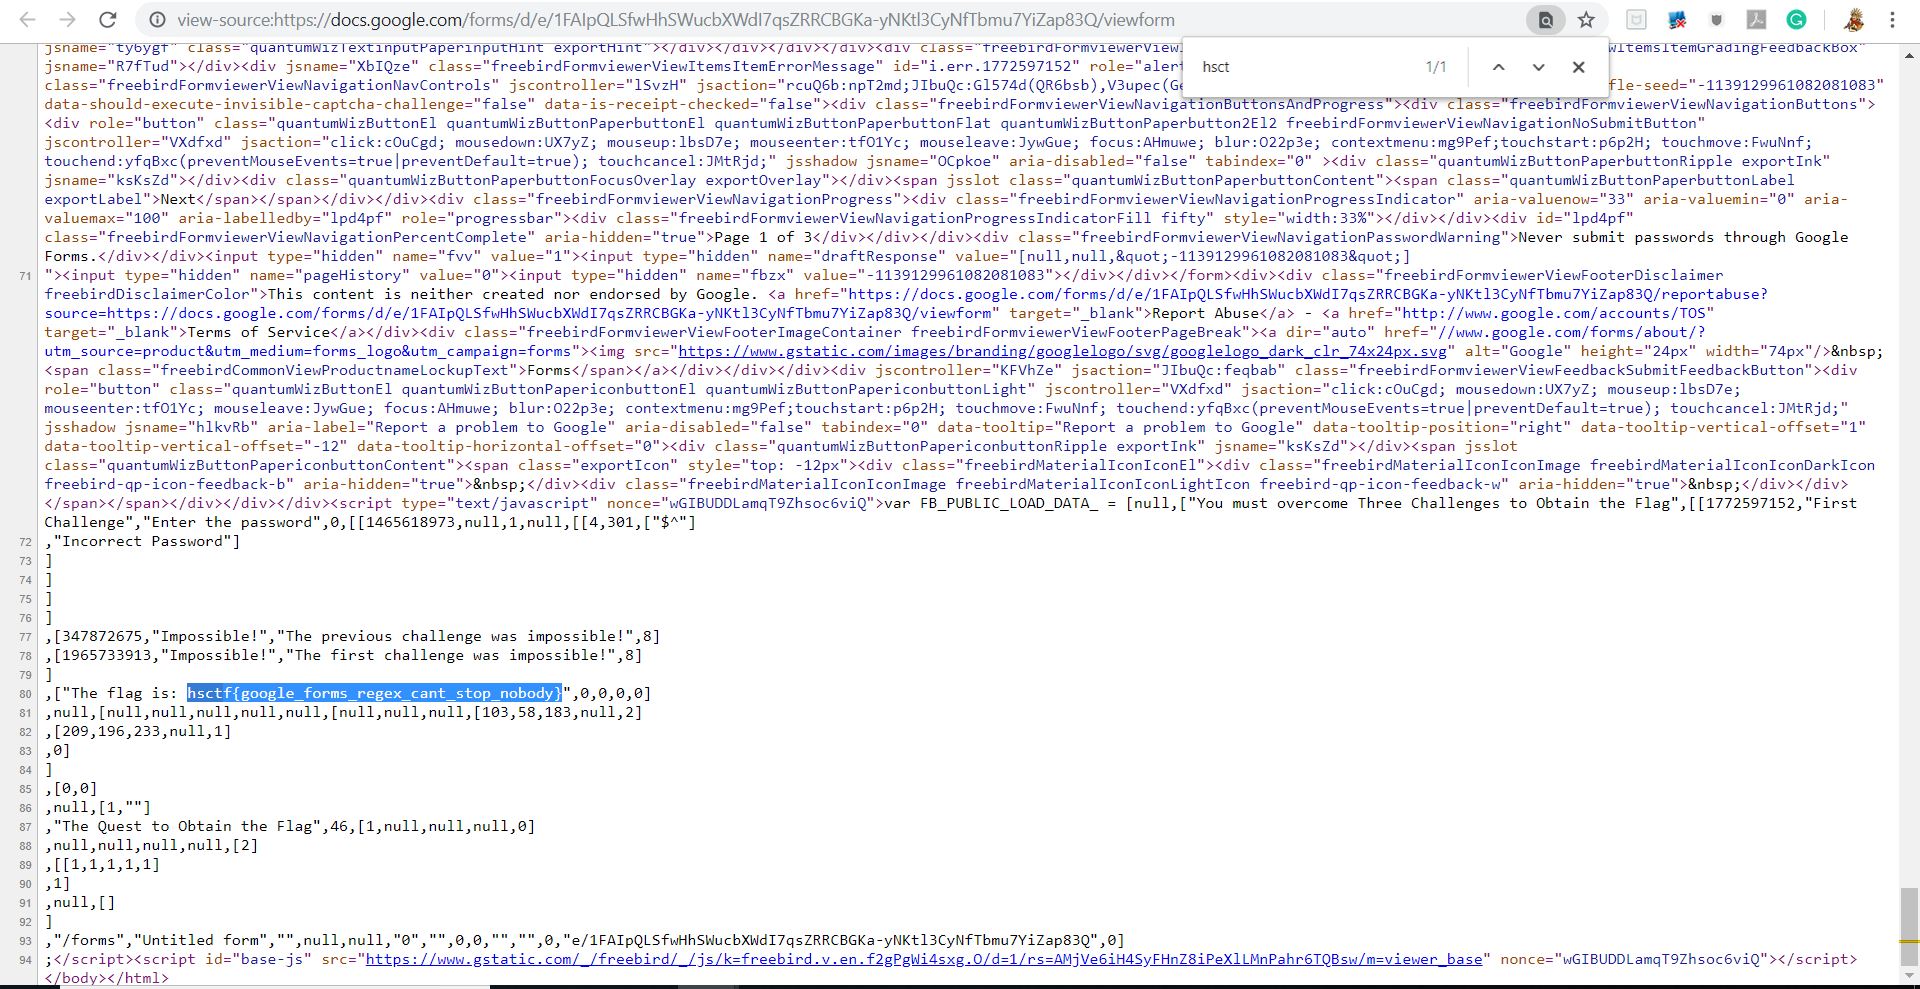 view-source:https://docs.google.com/forms/d/e/1FAIpQLSfwHhSWucbXWdI7qsZRRCBGKa-yNKtl3CyNfTbmu7YiZap83Q/viewform
hsct 1/1
jsname="ty6ygf" class="quantumWizTextinputPaperinputHint exportHint"></div></div></div></div><div class="freebirdFormviewerView wItemsItemGradingFeedbackBox"
jsname="R7fTud"></div><div jsname="XbIQze" class="freebirdFormviewerViewItemsItemErrorMessage" id="i.err.1772597152" role="alert
class="freebirdFormviewerViewNavigationNavControls" jscontroller="lSvzH" jsaction="rcuQ6b:npT2md;JIbuQc:Gl574d(QR6bsb),V3upec(Ge fle-seed="-1139129961082081083"
data-should-execute-invisible-captcha-challenge="false" data-is-receipt-checked="false"><div class="freebirdFormviewerViewNavigationButtonsAndProgress"><div class="freebirdFormviewerViewNavigationButtons">
<div role="button" class="quantumWizButtonEl quantumWizButtonPaperbuttonEl quantumWizButtonPaperbuttonFlat quantumWizButtonPaperbutton2El2 freebirdFormviewerViewNavigationNoSubmitButton"
jscontroller="VXdfxd" jsaction="click:cOuCgd; mousedown:UX7yZ; mouseup:lbsD7e; mouseenter:tfO1Yc; mouseleave:JywGue; focus:AHmuwe; blur:O22p3e; contextmenu:mg9Pef;touchstart:p6p2H; touchmove:FwuNnf;
touchend:yfqBxc(preventMouseEvents=true|preventDefault=true); touchcancel:JMtRjd;" jsshadow jsname="OCpkoe" aria-disabled="false" tabindex="0" ><div class="quantumWizButtonPaperbuttonRipple exportInk"
jsname="ksKsZd"></div><div class="quantumWizButtonPaperbuttonFocusOverlay exportOverlay"></div><span jsslot class="quantumWizButtonPaperbuttonContent"><span class="quantumWizButtonPaperbuttonLabel
exportLabel">Next</span></span></div></div><div class="freebirdFormviewerViewNavigationProgress"><div class="freebirdFormviewerViewNavigationProgressIndicator" aria-valuenow="33" aria-valuemin="0" aria-
valuemax="100" aria-labelledby="lpd4pf" role="progressbar"><div class="freebirdFormviewerViewNavigationProgressIndicatorFill fifty" style="width:33%"></div></div><div id="lpd4pf"
class="freebirdFormviewerViewNavigationPercentComplete" aria-hidden="true">Page 1 of 3</div></div></div><div class="freebirdFormviewerViewNavigationPasswordWarning">Never submit passwords through Google
Forms.</div></div><input type="hidden" name="fvv" value="1"><input type="hidden" name="draftResponse" value="[null,null,&quot;-1139129961082081083&quot;]
71 "><input type="hidden" name="pageHistory" value="0"><input type="hidden" name="fbzx" value="-1139129961082081083"></div></div></form><div class="freebirdFormviewerViewFooterDisclaimer
freebirdDisclaimerColor">This content is neither created nor endorsed by Google. <a href="https://docs.google.com/forms/d/e/1FAIpQLSfwHhSWucbXWdI7qsZRRCBGKa-yNKtl3CyNfTbmu7YiZap83Q/reportabuse?
source=https://docs.google.com/forms/d/e/1FAIpQLSfwHhSWucbXWdI7qsZRRCBGKa-yNKtl3CyNfTbmu7YiZap83Q/viewform" target="_blank">Report Abuse</a> - <a href="http://www.google.com/accounts/TOS"
target="_blank">Terms of Service</a></div><div class="freebirdFormviewerViewFooterImageContainer freebirdFormviewerViewFooterPageBreak"><a dir="auto" href="//www.google.com/forms/about/?
utm_source=product&utm_medium=forms_logo&utm_campaign=forms"><img src="https://www.gstatic.com/images/branding/googlelogo/svg/googlelogo_dark_clr_74x24px.svg" alt="Google" height="24px" width="74px"/>&nbsp;
<span class="freebirdCommonViewProductnameLockupText">Forms</span></a></div></div></div><div jscontroller="KFVhZe" jsaction="JIbuQc:feqbab" class="freebirdFormviewerViewFeedbackSubmitFeedbackButton"><div
role="button" class="quantumWizButtonEl quantumWizButtonPapericonbuttonEl quantumWizButtonPapericonbuttonLight" jscontroller="VXdfxd" jsaction="click:cOuCgd; mousedown:UX7yZ; mouseup:lbsD7e;
mouseenter:tfO1Yc; mouseleave:JywGue; focus:AHmuwe; blur:O22p3e; contextmenu:mg9Pef;touchstart:p6p2H; touchmove:FwuNnf; touchend:yfqBxc(preventMouseEvents=true|preventDefault=true); touchcancel:JMtRjd;"
jsshadow jsname="hlkvRb" aria-label="Report a problem to Google" aria-disabled="false" tabindex="0" data-tooltip="Report a problem to Google" data-tooltip-position="right" data-tooltip-vertical-offset="1"
data-tooltip-vertical-offset="-12" data-tooltip-horizontal-offset="0"><div class="quantumWizButtonPapericonbuttonRipple exportInk" jsname="ksKsZd"></div><span jsslot
class="quantumWizButtonPapericonbuttonContent"><span class="exportIcon" style="top: -12px"><div class="freebirdMaterialIconIconEl"><div class="freebirdMaterialIconIconImage freebirdMaterialIconIconDarkIcon
freebird-qp-icon-feedback-b" aria-hidden="true">&nbsp;</div><div class="freebirdMaterialIconIconImage freebirdMaterialIconIconLightIcon freebird-qp-icon-feedback-w" aria-hidden="true">&nbsp;</div></div>
</span></span></div></div></div><script type="text/javascript" nonce="wGIBUDDLamqT9Zhsoc6viQ">var FB_PUBLIC_LOAD_DATA_ = [null,["You must overcome Three Challenges to Obtain the Flag",[[1772597152,"First
Challenge","Enter the password",0,[[1465618973,null,1,null,[[4,301,["$^"]
72 ,"Incorrect Password"]
73 ]
74 ]
75 ]
76 ]
77 ,[347872675,"Impossible!","The previous challenge was impossible!",8]
78 ,[1965733913,"Impossible!","The first challenge was impossible!",8]
79 ]
80 ,["The flag is: hsctf{google_forms_regex_cant_stop_nobody}",0,0,0,0]
81 ,null,[null,null,null,null,null,[null,null,null,[103,58,183,null,2]
82 ,[209,196,233,null,1]
83 ,0]
84 ]
85 ,[0,0]
86 ,null,[1,""]
87 ,"The Quest to Obtain the Flag",46,[1,null,null,null,0]
88 ,null,null,null,null,[2]
89 ,[[1,1,1,1,1]
90 ,1]
91 ,null,[]
92 ]
93 ,"/forms","Untitled form","",null,null,"0","",0,0,"","",0,"e/1FAIpQLSfwHhSWucbXWdI7qsZRRCBGKa-yNKtl3CyNfTbmu7YiZap83Q",0]
94 ;</script><script id="base-js" src="https://www.gstatic.com/_/freebird/_/js/k=freebird.v.en.f2gPgWi4sxg.O/d=1/rs=AMjVe6iH4SyFHnZ8iPeXlLMnPahr6TQBsw/m=viewer_base" nonce="wGIBUDDLamqT9Zhsoc6viQ"></script>
</body></html>